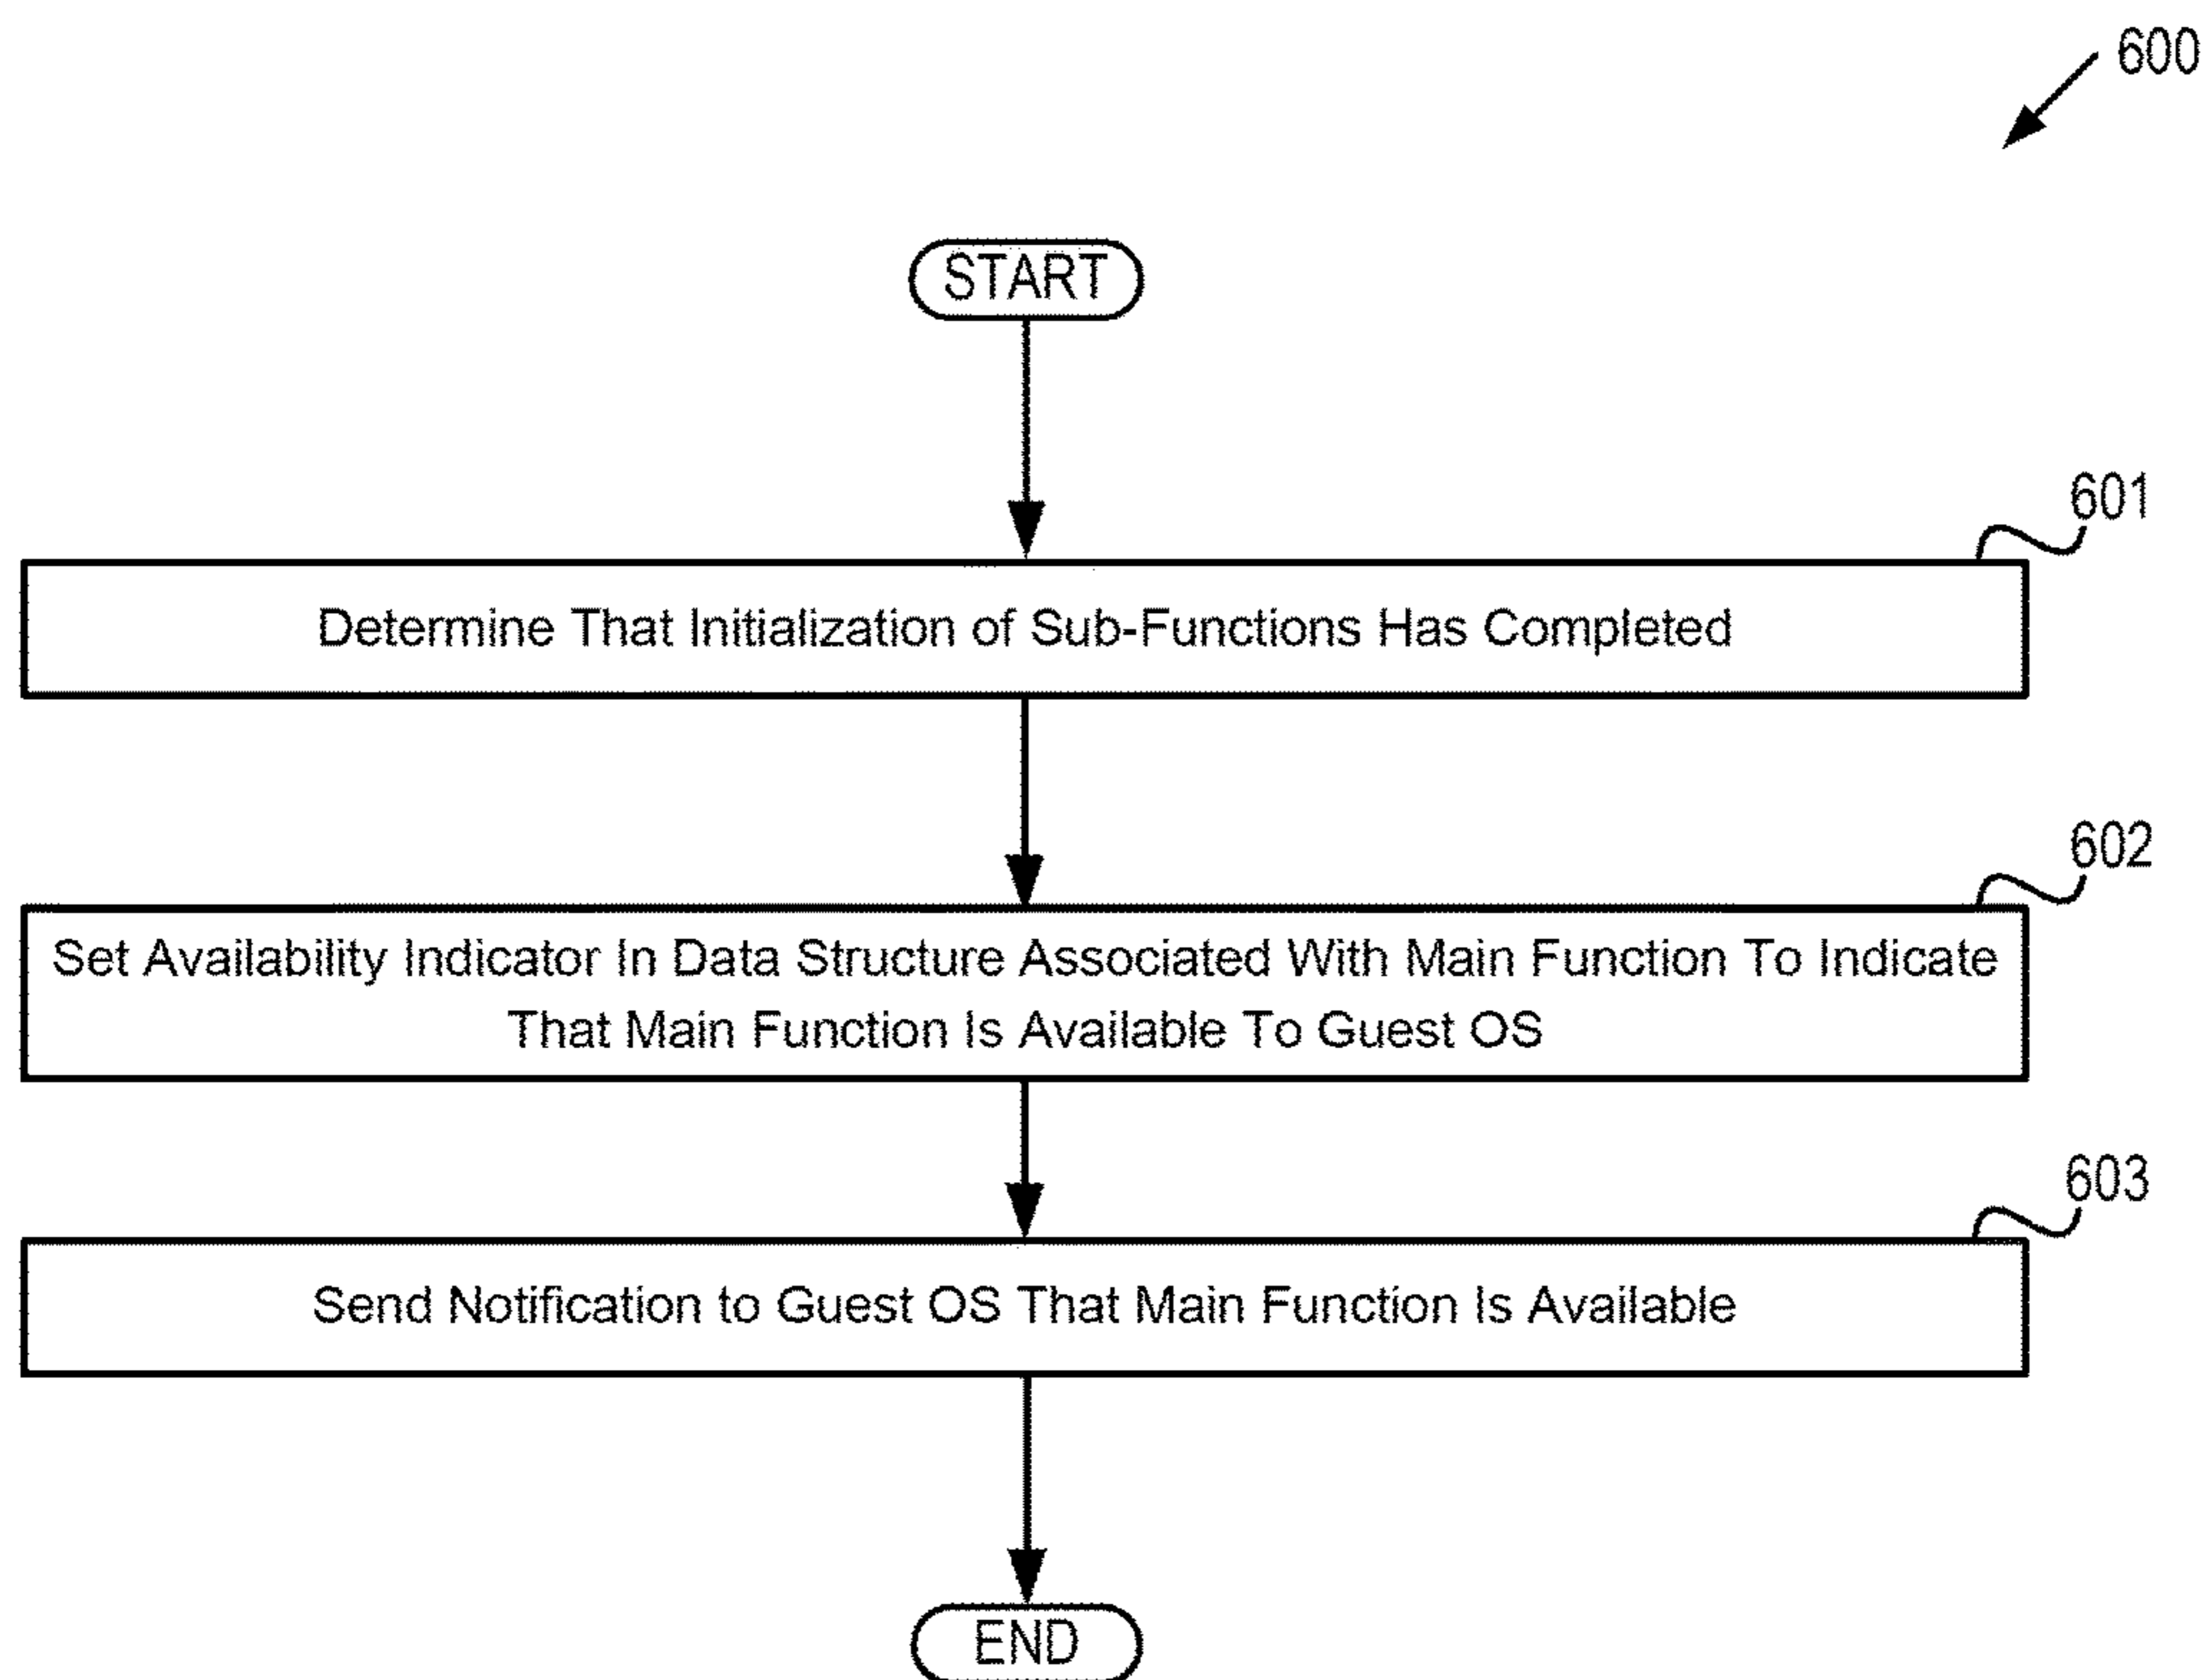 600
START
601
Determine That Initialization of Sub-Functions Has Completed
602
Set Availability Indicator In Data Structure Associated With Main Function To Indicate
That Main Function Is Available To Guest OS
603
Send Notification to Guest OS That Main Function Is Available
END